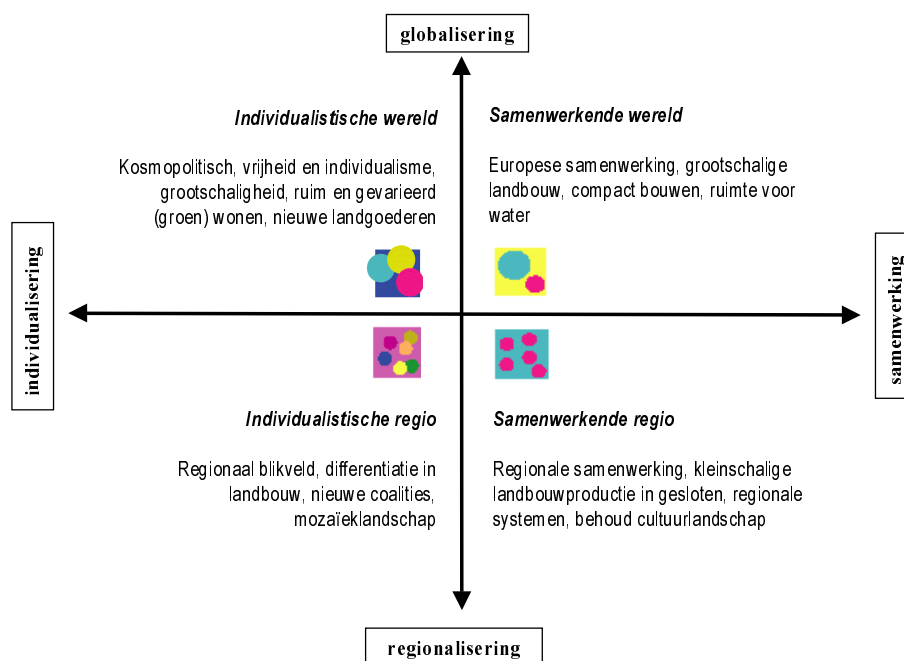 globalisering
Individualistische wereld
Kosmopolitisch, vrijheid en individualisme,
grootschaligheid, ruim en gevarieerd
(groen) wonen, nieuwe landgoederen
Samenwerkende wereld
Europese samenwerking, grootschalige
landbouw, compact bouwen, ruimte voor
water
individualisering
samenwerking
Individualistische regio
Regionaal blikveld, differentiatie in
landbouw, nieuwe coalities,
mozaïeklandschap
Samenwerkende regio
Regionale samenwerking, kleinschalige
landbouwproductie in gesloten, regionale
systemen, behoud cultuurlandschap
regionalisering